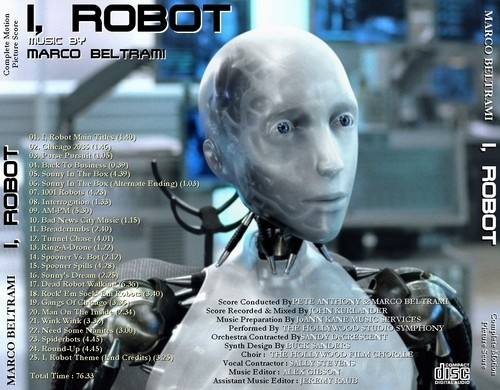 Complete Motion
Picture Score
I, ROBOT
MUSIC BY
MARCO BELTRAMI
01. I, Robot Main Titles (1.40)
02. Chicago 2035 (1.46)
03. Purse Pursuit (1.05)
04. Back To Business (0.39)
05. Sonny In The Box (4.39)
06. Sonny In The Box (Alternate Ending) (1.03)
07. 1001 Robots (4.23)
08. Interrogation (1.33)
09. AM-PM (5.30)
10. Bad News City Music (1.15)
11. Breadcrumbs (2.40)
12. Tunnel Chase (4.01)
13. Ring-A-Ding (1.27)
14. Spooner Vs. Bot (2.12)
15. Spooner Spills (4.28)
16. Sonny's Dream (2.25)
17. Dead Robot Walking (6.36)
18. Rock 'Em Sock 'Em Robots (3.40)
19. Gangs Of Chicago
20. Man On The Inside (2.34)
21. Wink Wink
22. Need Some Nanites (3.00)
23. Spiderbots (4.45)
24. Round-Up (4.45)
25. I, Robot Theme (End Credits) (3.25)
Total Time : 76.33
Score Conducted By PETE ANTHONY & MARCO BELTRAMI
Score Recorded & Mixed By JOHN KURLANDER
Music Preparation By JOANN KANE MUSIC SERVICES
Performed By THE HOLLYWOOD STUDIO SYMPHONY
Orchestra Contracted By SANDY DECRESCENT
Synth Design By BUCK SANDERS
Choir : THE HOLLYWOOD FILM CHORALE
Vocal Contractor : SALLY STEVENS
Music Editor : ALEX GIBSON
Assistant Music Editor : JEREMY RAUB
COMPACT
disc
DIGITAL AUDIO
MARCO BELTRAMI
I, ROBOT
MARCO BELTRAMI
I, ROBOT
Complete Motion
Picture Score